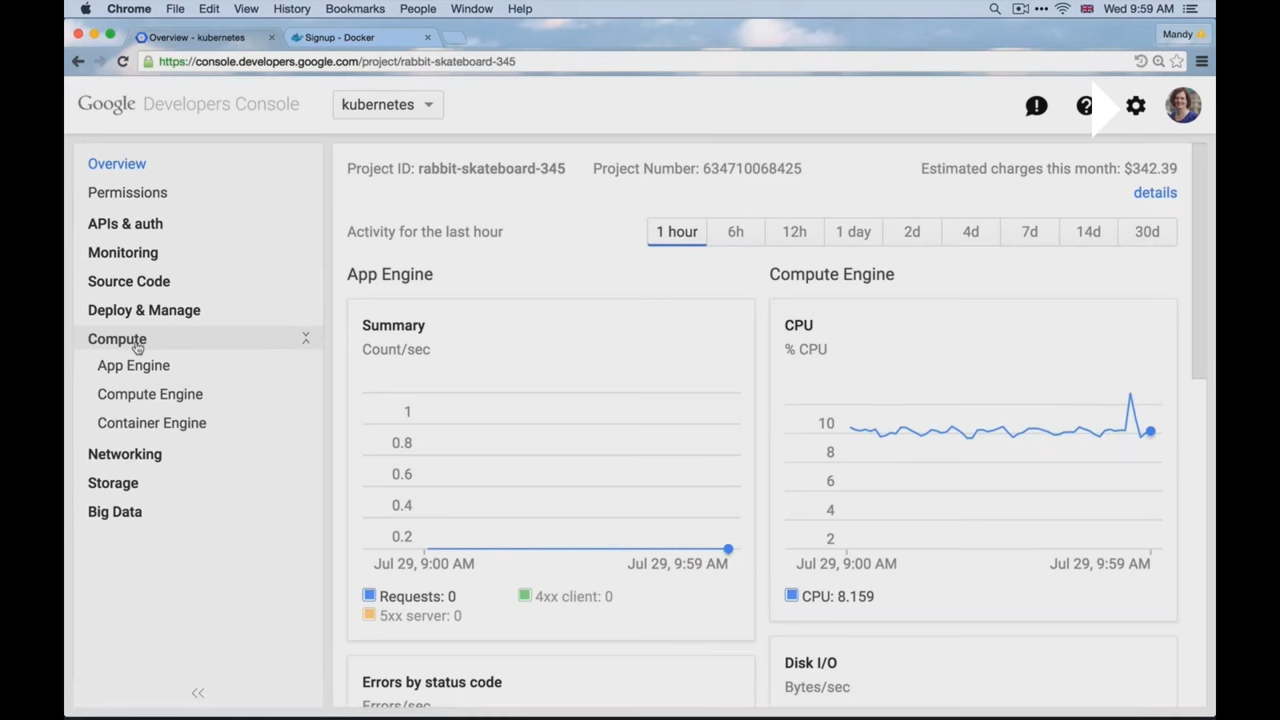 Chrome File Edit View History Bookmarks People Window Help Wed 9:59 AM
Overview - kubernetes Signup - Docker Mandy
https://console.developers.google.com/project/rabbit-skateboard-345
Google Developers Console kubernetes
Overview
Permissions
APIs & auth
Monitoring
Source Code
Deploy & Manage
Compute
App Engine
Compute Engine
Container Engine
Networking
Storage
Big Data
Project ID: rabbit-skateboard-345 Project Number: 634710068425 Estimated charges this month: $342.39
details
Activity for the last hour 1 hour 6h 12h 1 day 2d 4d 7d 14d 30d
App Engine
Summary
Count/sec
1
0.8
0.6
0.4
0.2
Jul 29, 9:00 AM Jul 29, 9:59 AM
Requests: 0 4xx client: 0
5xx server: 0
Errors by status code
Errors/sec
Compute Engine
CPU
% CPU
10
8
6
4
2
Jul 29, 9:00 AM Jul 29, 9:59 AM
CPU: 8.159
Disk I/O
Bytes/sec